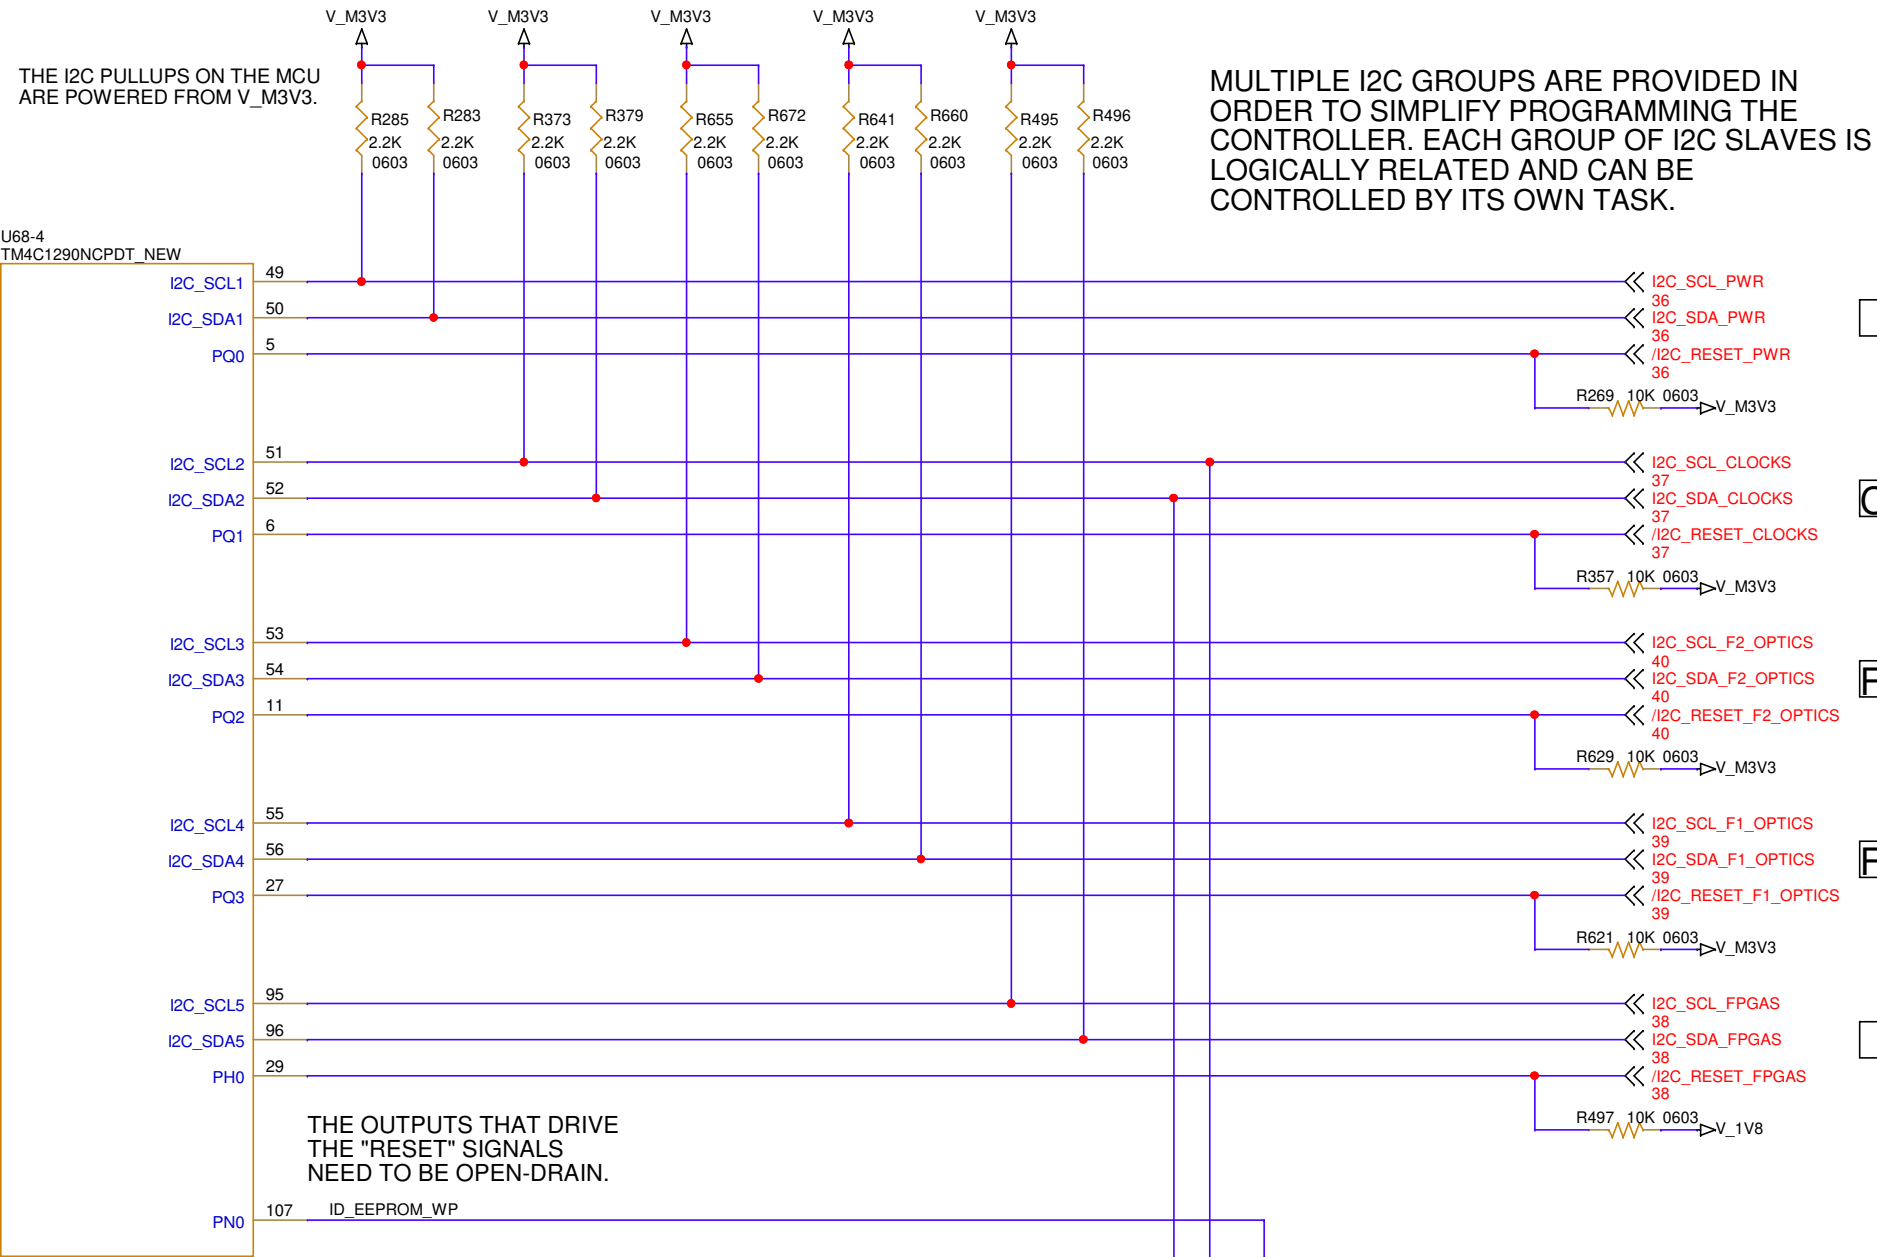 V_M3V3 V_M3V3 V_M3V3 V_M3V3 V_M3V3
THE I2C PULLUPS ON THE MCU
ARE POWERED FROM V_M3V3.
MULTIPLE I2C GROUPS ARE PROVIDED IN
ORDER TO SIMPLIFY PROGRAMMING THE
CONTROLLER. EACH GROUP OF I2C SLAVES IS
LOGICALLY RELATED AND CAN BE
CONTROLLED BY ITS OWN TASK.
R285 R283 R373 R379 R655 R672 R641 R660 R495 R496
2.2K 2.2K 2.2K 2.2K 2.2K 2.2K 2.2K 2.2K 2.2K 2.2K
0603 0603 0603 0603 0603 0603 0603 0603 0603 0603
U68-4
TM4C1290NCPDT_NEW
I2C_SCL1 49 I2C_SCL_PWR
36
I2C_SDA1 50 I2C_SDA_PWR
36
PQ0 5 /I2C_RESET_PWR
36
R269 10K 0603 V_M3V3
I2C_SCL2 51 I2C_SCL_CLOCKS
37
I2C_SDA2 52 I2C_SDA_CLOCKS
37
PQ1 6 /I2C_RESET_CLOCKS
37
R357 10K 0603 V_M3V3
I2C_SCL3 53 I2C_SCL_F2_OPTICS
40
I2C_SDA3 54 I2C_SDA_F2_OPTICS
40
PQ2 11 /I2C_RESET_F2_OPTICS
40
R629 10K 0603 V_M3V3
I2C_SCL4 55 I2C_SCL_F1_OPTICS
39
I2C_SDA4 56 I2C_SDA_F1_OPTICS
39
PQ3 27 /I2C_RESET_F1_OPTICS
39
R621 10K 0603 V_M3V3
I2C_SCL5 95 I2C_SCL_FPGAS
38
I2C_SDA5 96 I2C_SDA_FPGAS
38
PH0 29 /I2C_RESET_FPGAS
38
R497 10K 0603 V_1V8
THE OUTPUTS THAT DRIVE
THE "RESET" SIGNALS
NEED TO BE OPEN-DRAIN.
PN0 107 ID_EEPROM_WP